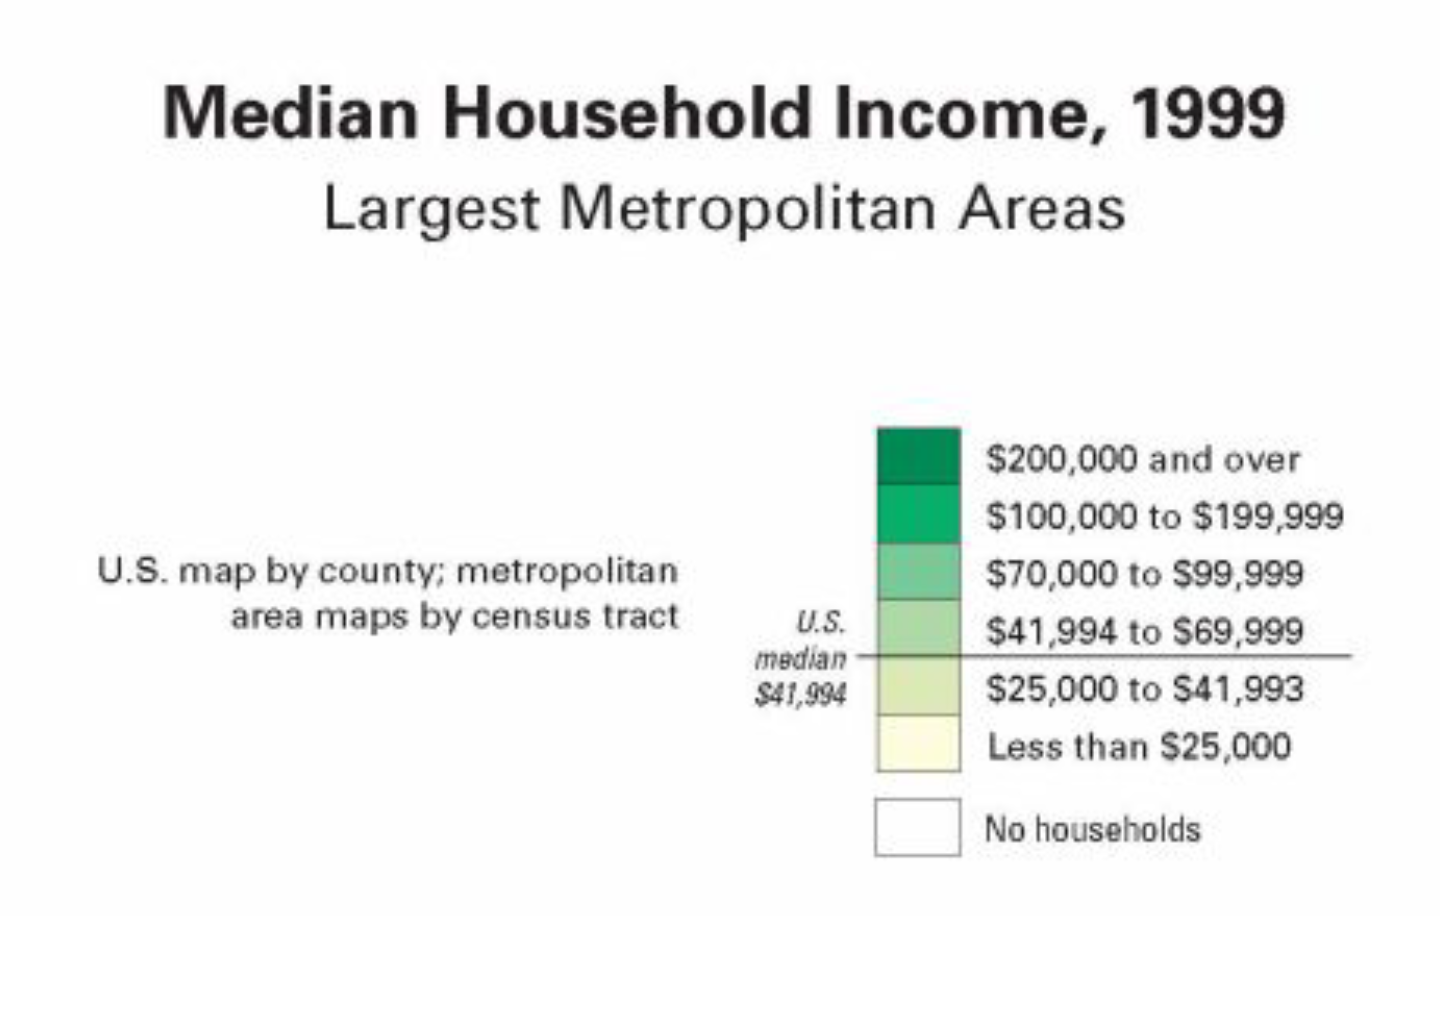 Median Household Income, 1999
Largest Metropolitan Areas
U.S. map by county; metropolitan
area maps by census tract
U.S.
median
$41,994
$200,000 and over
$100,000 to $199,999
$70,000 to $99,999
$41,994 to $69,999
$25,000 to $41,993
Less than $25,000
No households